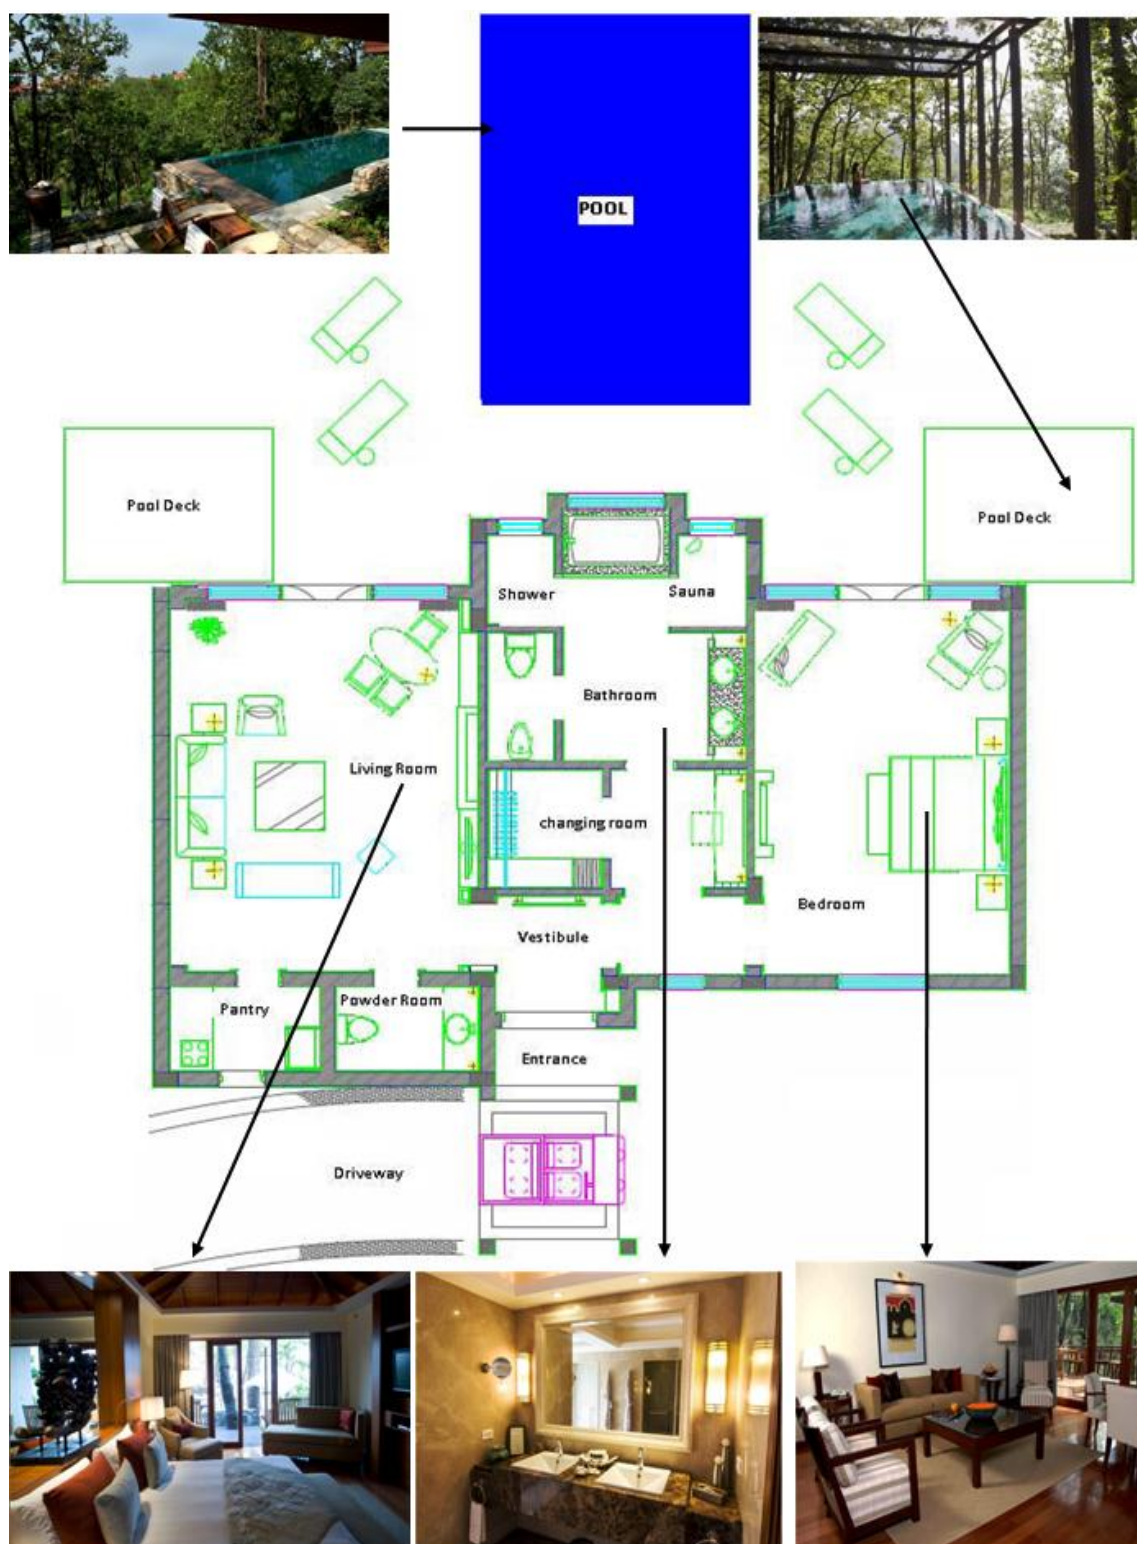 POOL
Pool Deck
Pool Deck
Shower
Sauna
Bathroom
Living Room
changing room
Bedroom
Vestibule
Pantry
Powder Room
Entrance
Driveway